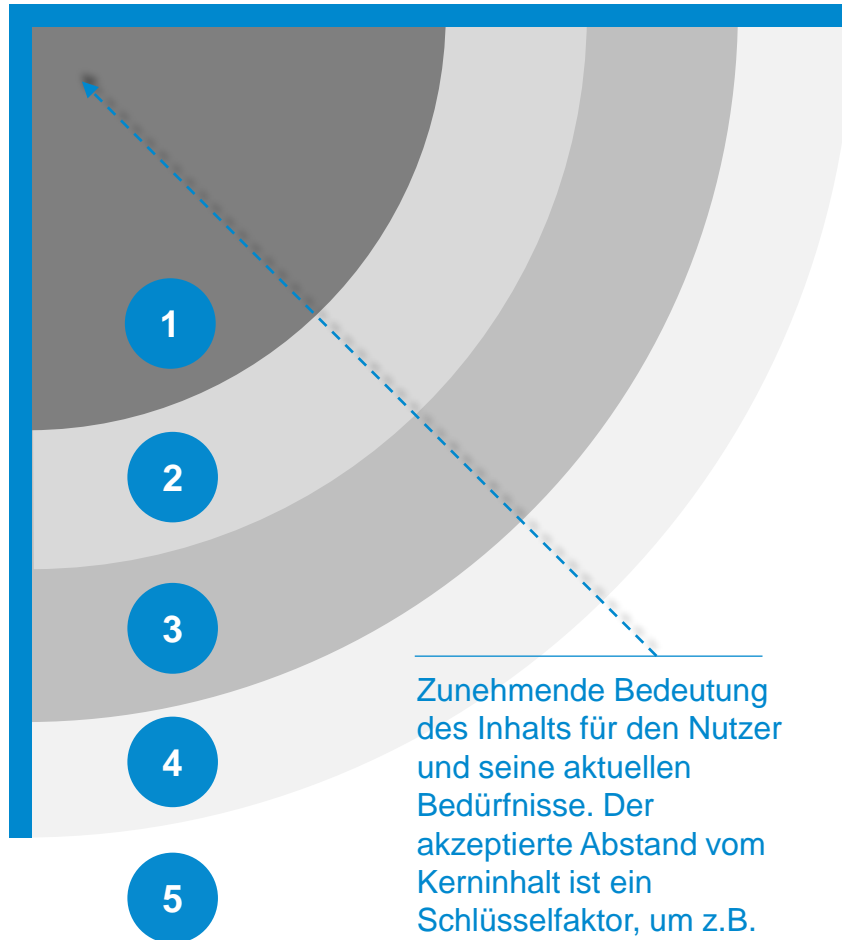 1
2
3
4
5
Zunehmende Bedeutung
des Inhalts für den Nutzer
und seine aktuellen
Bedürfnisse. Der
akzeptierte Abstand vom
Kerninhalt ist ein
Schlüsselfaktor, um z.B.